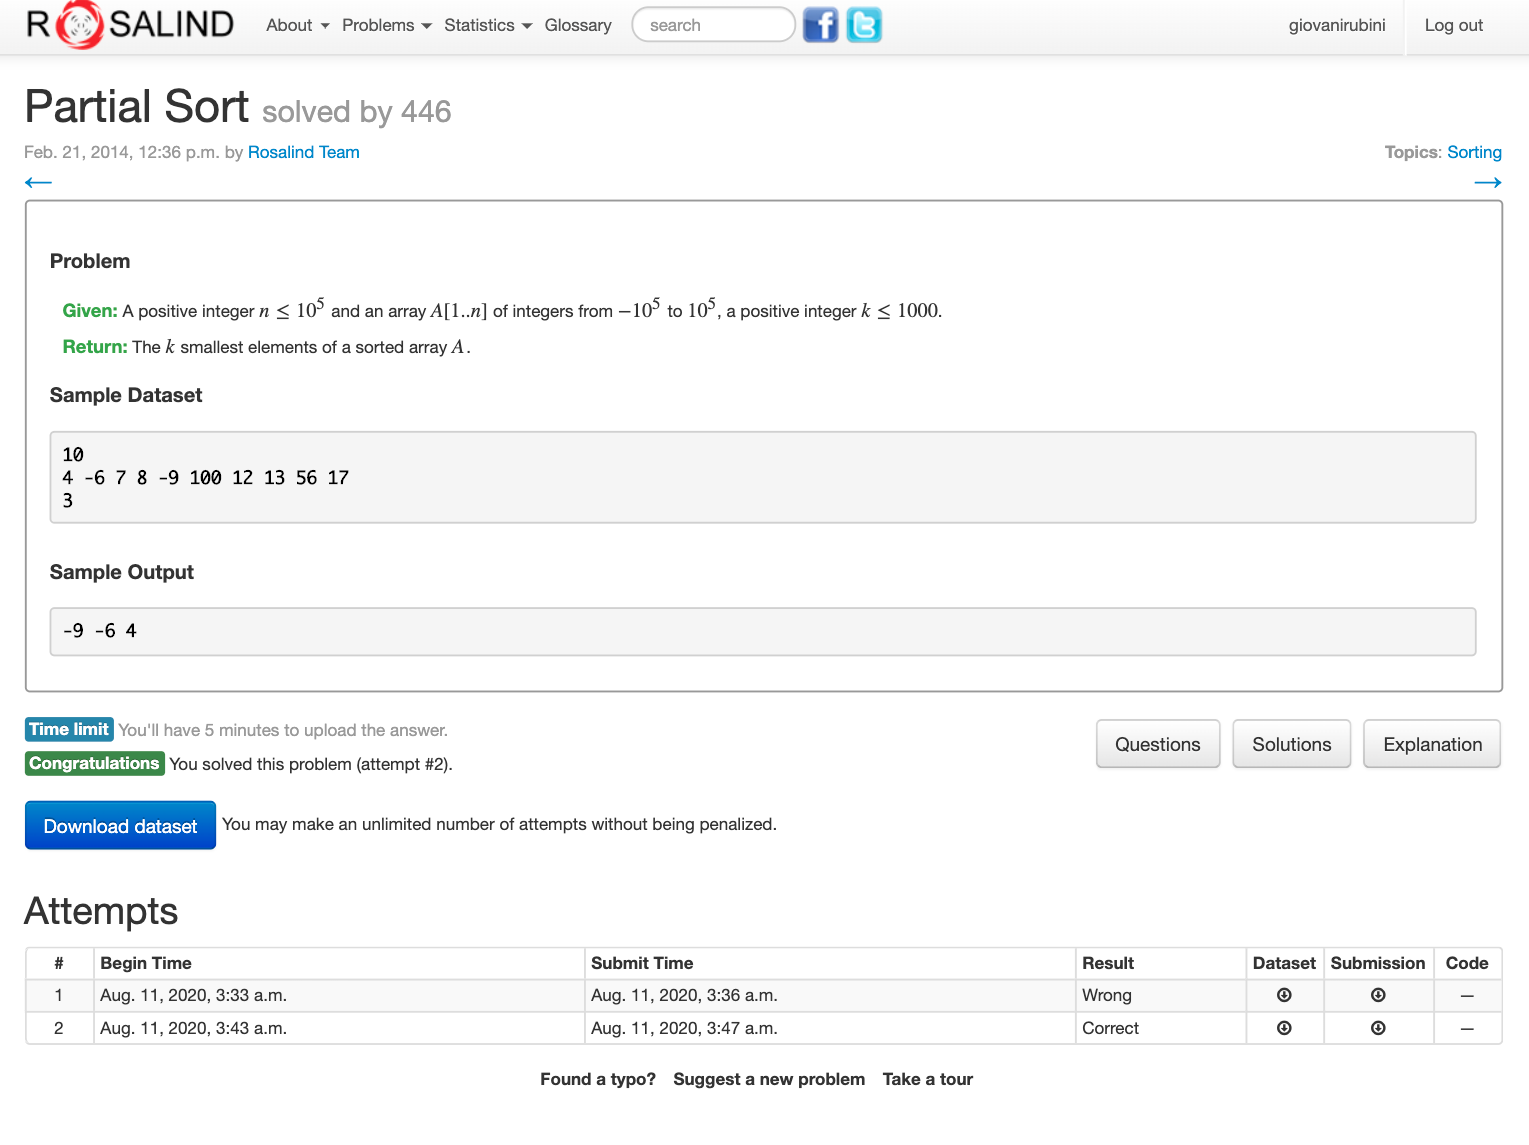 ROSALIND About Problems Statistics Glossary search giovanirubini Log out
Partial Sort solved by 446
Feb. 21, 2014, 12:36 p.m. by Rosalind Team Topics: Sorting
← →
Problem
Given: A positive integer n ≤ 10^5 and an array A[1..n] of integers from −10^5 to 10^5, a positive integer k ≤ 1000.
Return: The k smallest elements of a sorted array A.
Sample Dataset
10
4 -6 7 8 -9 100 12 13 56 17
3
Sample Output
-9 -6 4
Time limit You'll have 5 minutes to upload the answer.
Congratulations You solved this problem (attempt #2).
Questions Solutions Explanation
Download dataset You may make an unlimited number of attempts without being penalized.
Attempts
# Begin Time Submit Time Result Dataset Submission Code
1 Aug. 11, 2020, 3:33 a.m. Aug. 11, 2020, 3:36 a.m. Wrong —
2 Aug. 11, 2020, 3:43 a.m. Aug. 11, 2020, 3:47 a.m. Correct —
Found a typo? Suggest a new problem Take a tour